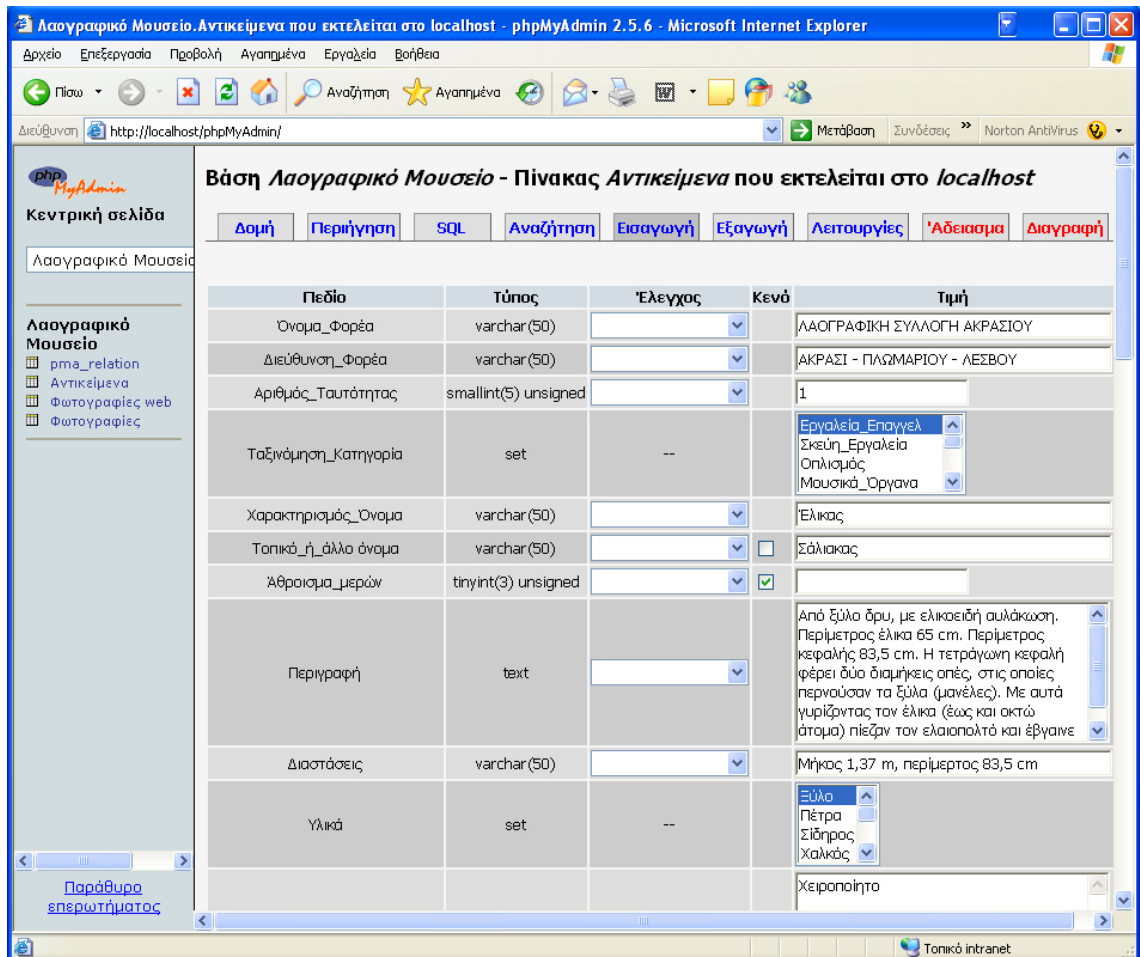 Λαογραφικό Μουσείο.Αντικείμενα που εκτελείται στο localhost - phpMyAdmin 2.5.6 - Microsoft Internet Explorer
Αρχείο Επεξεργασία Προβολή Αγαπημένα Εργαλεία Βοήθεια
Πίσω Αναζήτηση Αγαπημένα
Διεύθυνση http://localhost/phpMyAdmin/ Μετάβαση Συνδέσεις » Norton AntiVirus
php MyAdmin
Κεντρική σελίδα
Λαογραφικό Μουσείο
Λαογραφικό
Μουσείο
pma_relation
Αντικείμενα
Φωτογραφίες web
Φωτογραφίες
Παράθυρο
επερωτήματος
Βάση Λαογραφικό Μουσείο - Πίνακας Αντικείμενα που εκτελείται στο localhost
Δομή Περιήγηση SQL Αναζήτηση Εισαγωγή Εξαγωγή Λειτουργίες 'Αδειασμα Διαγραφή
Πεδίο Τύπος 'Ελεγχος Κενό Τιμή
Όνομα_Φορέα varchar(50) ΛΑΟΓΡΑΦΙΚΗ ΣΥΛΛΟΓΗ ΑΚΡΑΣΙΟΥ
Διεύθυνση_Φορέα varchar(50) ΑΚΡΑΣΙ - ΠΛΩΜΑΡΙΟΥ - ΛΕΣΒΟΥ
Αριθμός_Ταυτότητας smallint(5) unsigned 1
Ταξινόμηση_Κατηγορία set --
Εργαλεία_Επαγγελ
Σκεύη_Εργαλεία
Οπλισμός
Μουσικά_Όργανα
Χαρακτηρισμός_Όνομα varchar(50) Έλικας
Τοπικό_ή_άλλο όνομα varchar(50) Σάλιακας
Άθροισμα_μερών tinyint(3) unsigned
Περιγραφή text
Από ξύλο δρυ, με ελικοειδή αυλάκωση.
Περίμετρος έλικα 65 cm. Περίμετρος
κεφαλής 83,5 cm. Η τετράγωνη κεφαλή
φέρει δύο διαμήκεις οπές, στις οποίες
περνούσαν τα ξύλα (μανέλες). Με αυτά
γυρίζοντας τον έλικα (έως και οκτώ
άτομα) πίεζαν τον ελαιοπολτό και έβγαινε
Διαστάσεις varchar(50) Μήκος 1,37 m, περίμερτος 83,5 cm
Υλικά set --
Ξύλο
Πέτρα
Σίδηρος
Χαλκός
Χειροποίητο
Τοπικό intranet